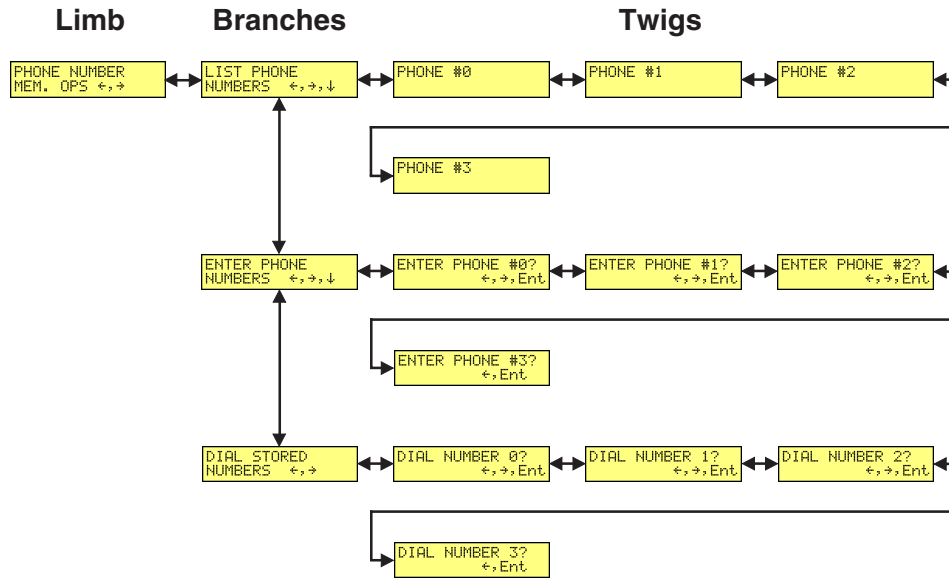 Limb
Branches
Twigs
PHONE NUMBER
MEM. OPS ←,→
LIST PHONE
NUMBERS ←,→,↓
PHONE #0
PHONE #1
PHONE #2
PHONE #3
ENTER PHONE
NUMBERS ←,→,↓
ENTER PHONE #0?
←,→,Ent
ENTER PHONE #1?
←,→,Ent
ENTER PHONE #2?
←,→,Ent
ENTER PHONE #3?
←,Ent
DIAL STORED
NUMBERS ←,→
DIAL NUMBER 0?
←,→,Ent
DIAL NUMBER 1?
←,→,Ent
DIAL NUMBER 2?
←,→,Ent
DIAL NUMBER 3?
←,Ent